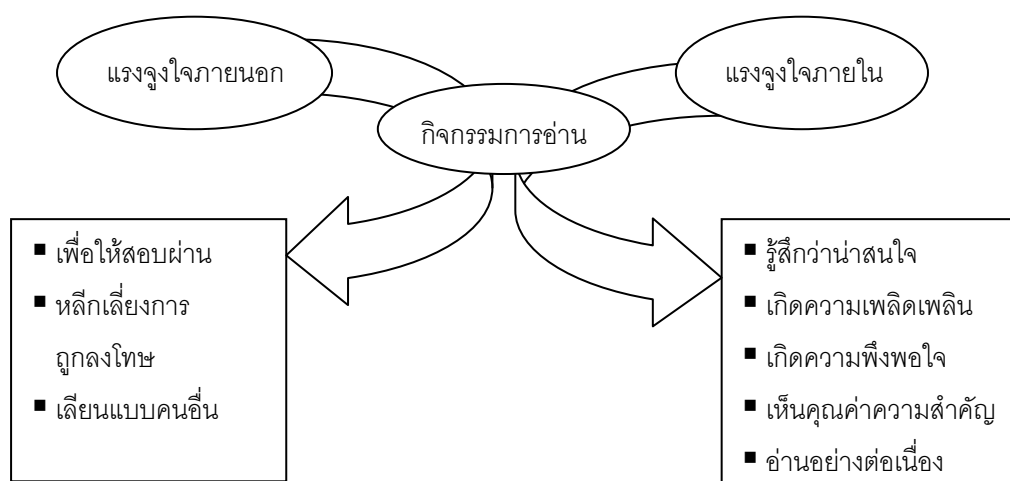 แรงจูงใจภายนอก
แรงจูงใจภายใน
กิจกรรมการอ่าน
▪ เพื่อให้สอบผ่าน
▪ หลีกเลี่ยงการ
ถูกลงโทษ
▪ เลียนแบบคนอื่น
▪ รู้สึกว่าน่าสนใจ
▪ เกิดความเพลิดเพลิน
▪ เกิดความพึงพอใจ
▪ เห็นคุณค่าความสำคัญ
▪ อ่านอย่างต่อเนื่อง